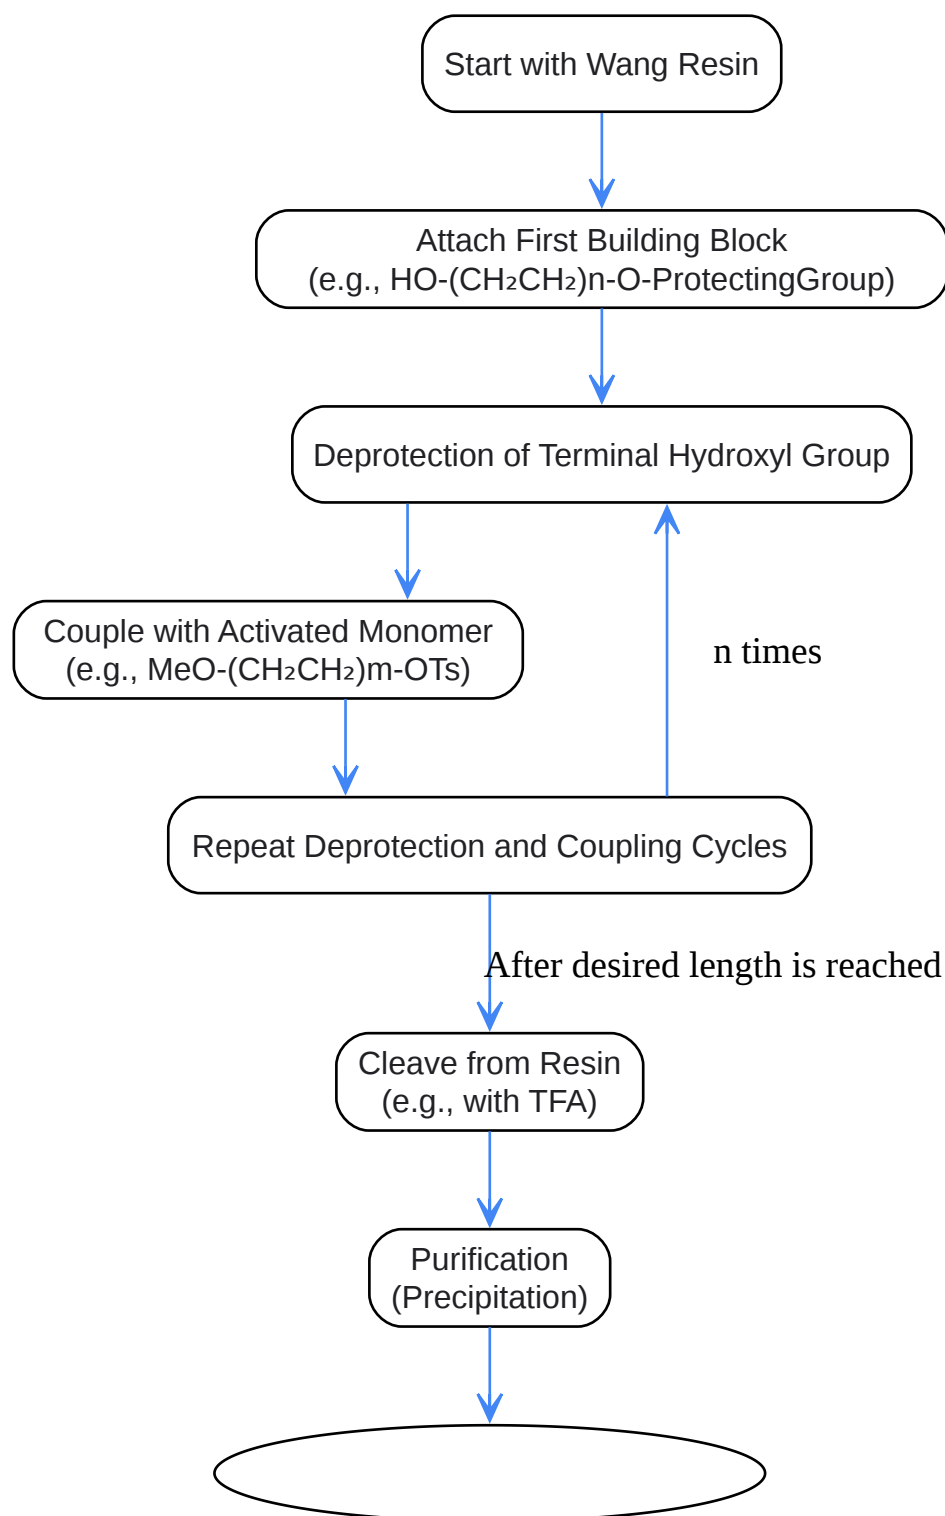 Start with Wang Resin
Attach First Building Block
(e.g., HO-(CH₂CH₂)n-O-ProtectingGroup)
Deprotection of Terminal Hydroxyl Group
Couple with Activated Monomer
(e.g., MeO-(CH₂CH₂)m-OTs)
n times
Repeat Deprotection and Coupling Cycles
After desired length is reached
Cleave from Resin
(e.g., with TFA)
Purification
(Precipitation)